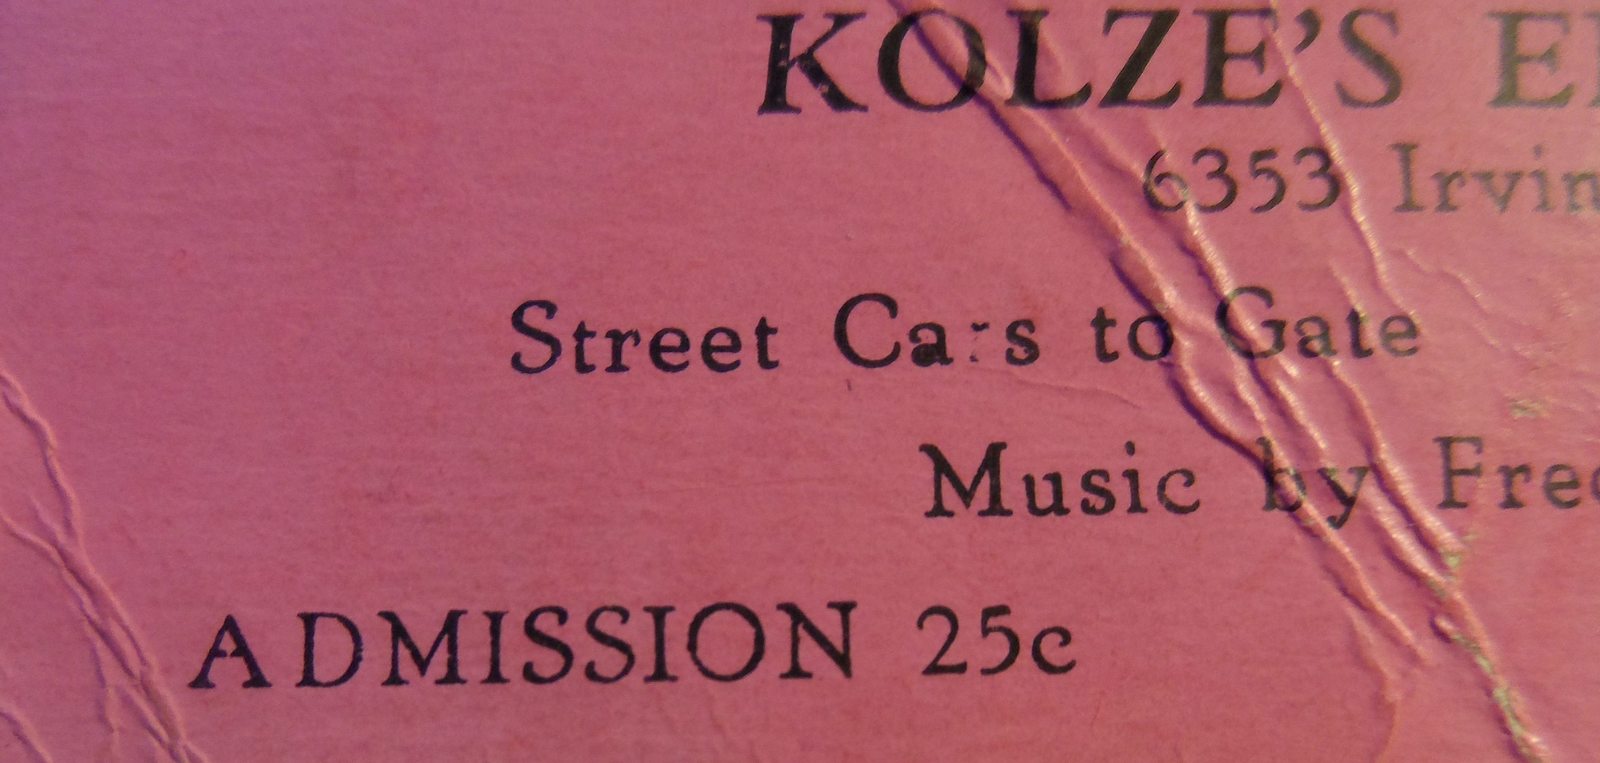 KOLZE'S
6353
Street Cars to Gate
Music by
ADMISSION 25c